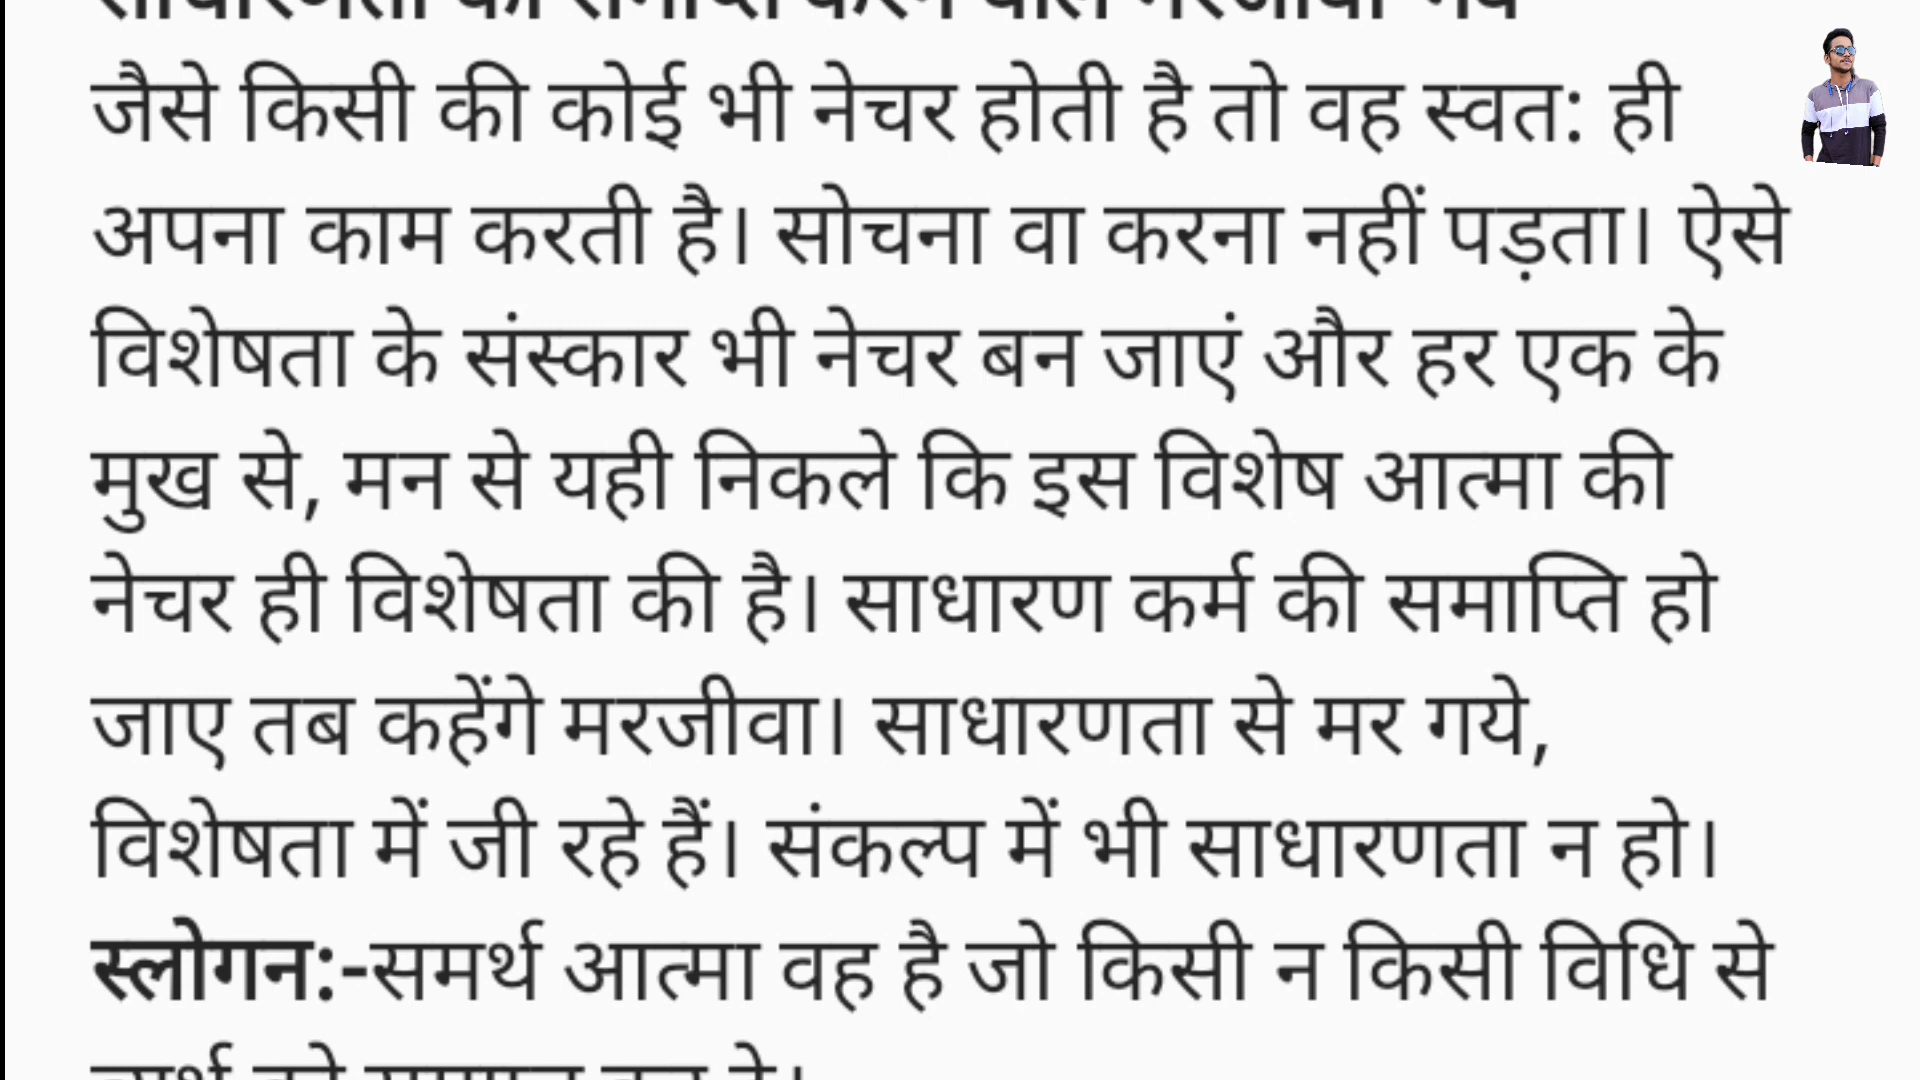 जैसे किसी की कोई भी नेचर होती है तो वह स्वत: ही
अपना काम करती है। सोचना वा करना नहीं पड़ता। ऐसे
विशेषता के संस्कार भी नेचर बन जाएं और हर एक के
मुख से, मन से यही निकले कि इस विशेष आत्मा की
नेचर ही विशेषता की है। साधारण कर्म की समाप्ति हो
जाए तब कहेंगे मरजीवा। साधारणता से मर गये,
विशेषता में जी रहे हैं। संकल्प में भी साधारणता न हो।
स्लोगन:-समर्थ आत्मा वह है जो किसी न किसी विधि से